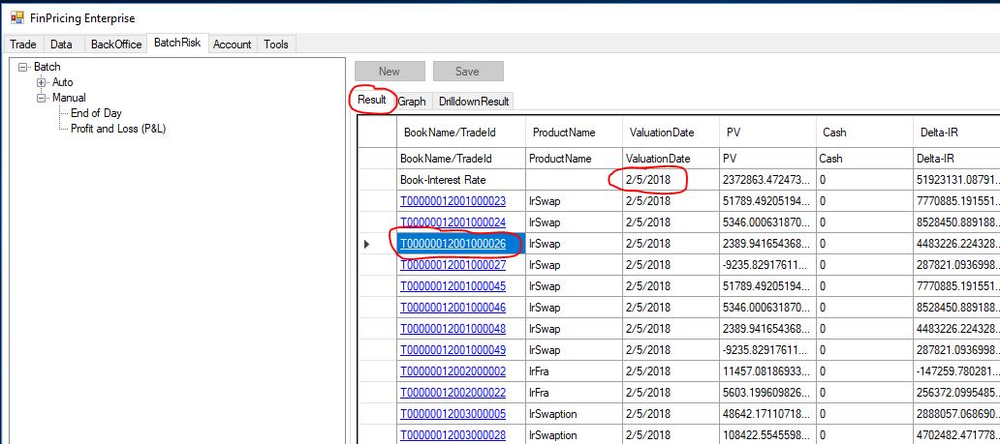 FinPricing Enterprise
Trade Data BackOffice BatchRisk Account Tools
Batch
Auto
Manual
End of Day
Profit and Loss (P&L)
New Save
Result Graph DrilldownResult
BookName/TradeId ProductName ValuationDate PV Cash Delta-IR
BookName/TradeId ProductName ValuationDate PV Cash Delta-IR
Book-Interest Rate 2/5/2018 2372863.472473... 0 51923131.08791...
T00000012001000023 IrSwap 2/5/2018 51789.49205194... 0 7770885.191551...
T00000012001000024 IrSwap 2/5/2018 5346.000631870... 0 8528450.889188...
T00000012001000026 IrSwap 2/5/2018 2389.941654368... 0 4483226.224328...
T00000012001000027 IrSwap 2/5/2018 -9235.82917611... 0 287821.0936998...
T00000012001000045 IrSwap 2/5/2018 51789.49205194... 0 7770885.191551...
T00000012001000046 IrSwap 2/5/2018 5346.000631870... 0 8528450.889188...
T00000012001000048 IrSwap 2/5/2018 2389.941654368... 0 4483226.224328...
T00000012001000049 IrSwap 2/5/2018 -9235.82917611... 0 287821.0936998...
T00000012002000002 IrFra 2/5/2018 11457.08186933... 0 -147259.780281...
T00000012002000022 IrFra 2/5/2018 5603.199609826... 0 256372.0995485...
T00000012003000005 IrSwaption 2/5/2018 48642.17110718... 0 2888057.068690...
T00000012003000028 IrSwaption 2/5/2018 108422.5545598... 0 4702482.471778...